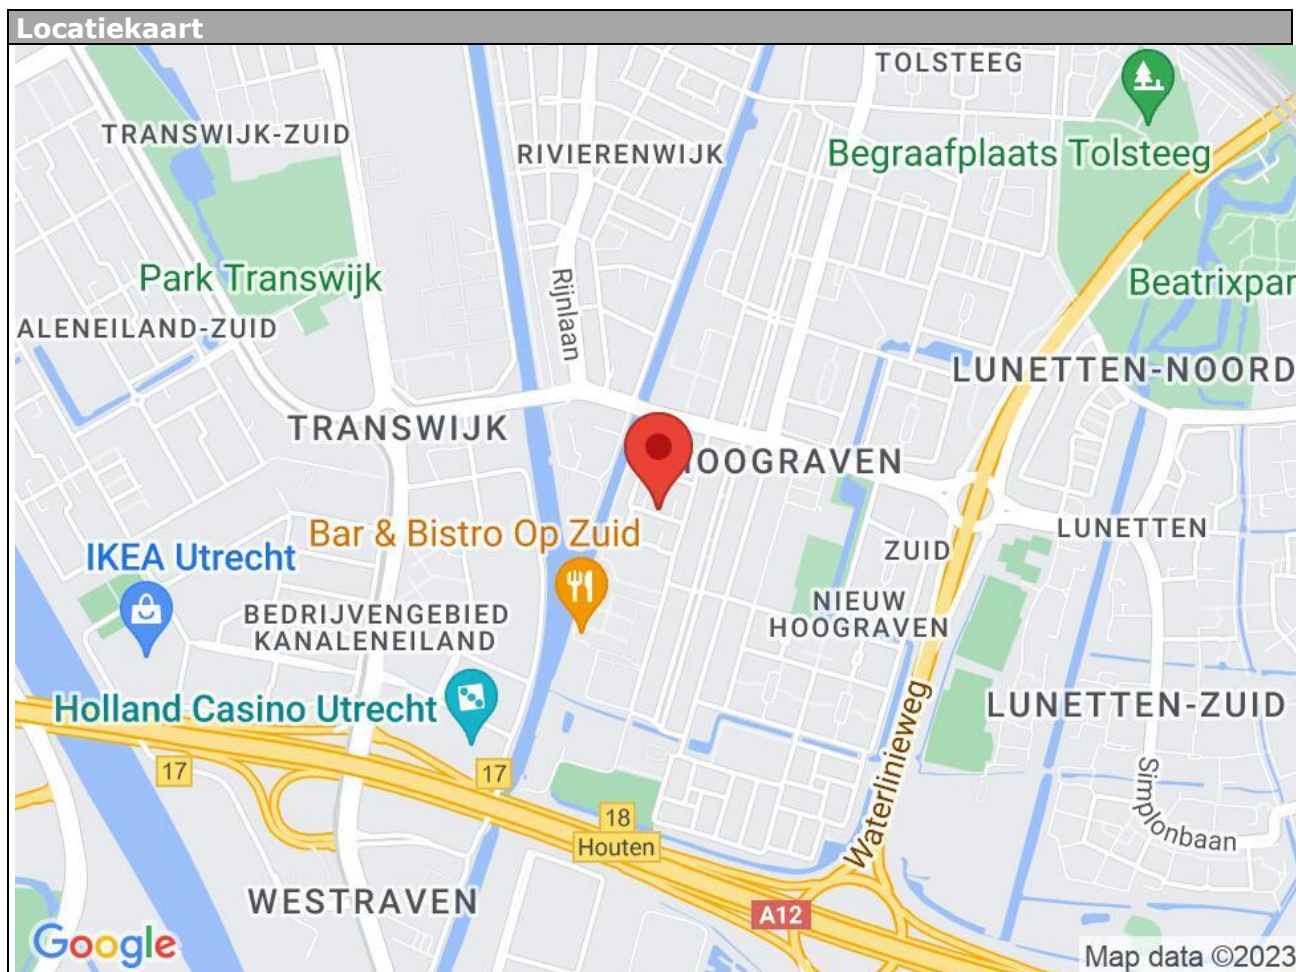 Locatiekaart
TOLSTEEG
TRANSWIJK-ZUID
RIVIERENWIJK
Begraafplaats Tolsteeg
Park Transwijk
Rijnlaan
Beatrixpar
ALENEILAND-ZUID
LUNETTEN-NOORD
TRANSWIJK
HOOGRAVEN
Bar & Bistro Op Zuid
LUNETTEN
IKEA Utrecht
ZUID
BEDRIJVENGEBIED
KANALENEILAND
NIEUW
HOOGRAVEN
Holland Casino Utrecht
LUNETTEN-ZUID
Waterlinieweg
17
17
Simplonbaan
18
Houten
WESTRAVEN
A12
Google
Map data ©2023